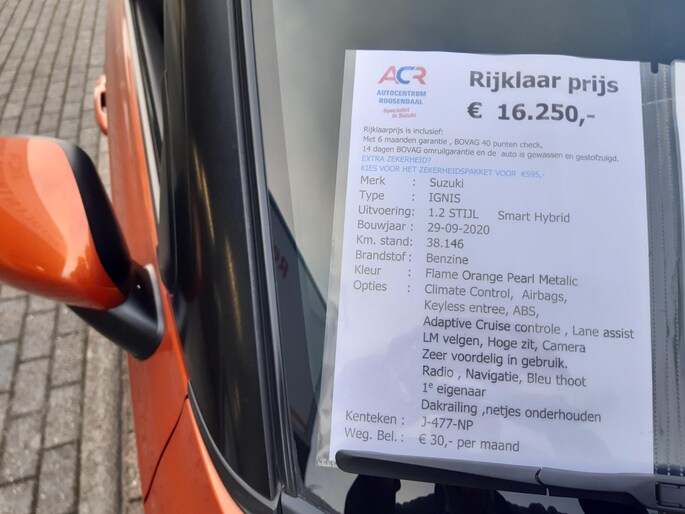 ACR
AUTOCENTRUM
ROOSENDAAL
Specialist
in Suzuki
Rijklaar prijs
€ 16.250,-
Rijklaarprijs is inclusief:
Met 6 maanden garantie , BOVAG 40 punten check,
14 dagen BOVAG omruilgarantie en de auto is gewassen en gestofzuigd.
EXTRA ZEKERHEID?
KIES VOOR HET ZEKERHEIDSPAKKET VOOR €595,-
Merk : Suzuki
Type : IGNIS
Uitvoering: 1.2 STIJL Smart Hybrid
Bouwjaar : 29-09-2020
Km. stand: 38.146
Brandstof : Benzine
Kleur : Flame Orange Pearl Metalic
Opties : Climate Control, Airbags,
Keyless entree, ABS,
Adaptive Cruise controle , Lane assist
LM velgen, Hoge zit, Camera
Zeer voordelig in gebruik.
Radio , Navigatie, Bleu thoot
1e eigenaar
Dakrailing ,netjes onderhouden
Kenteken : J-477-NP
Weg. Bel. : € 30,- per maand